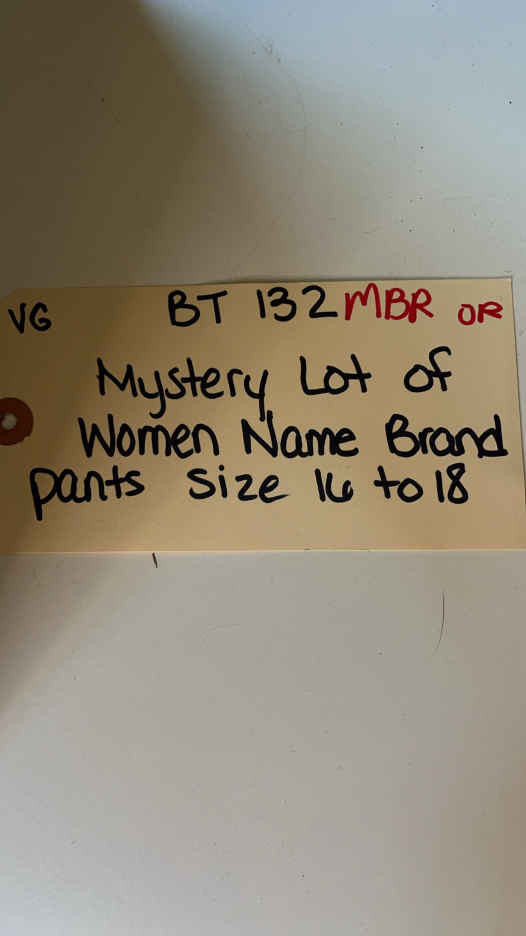 VG BT 132 MBR OR
Mystery Lot of
Women Name Brand
pants size 16 to 18